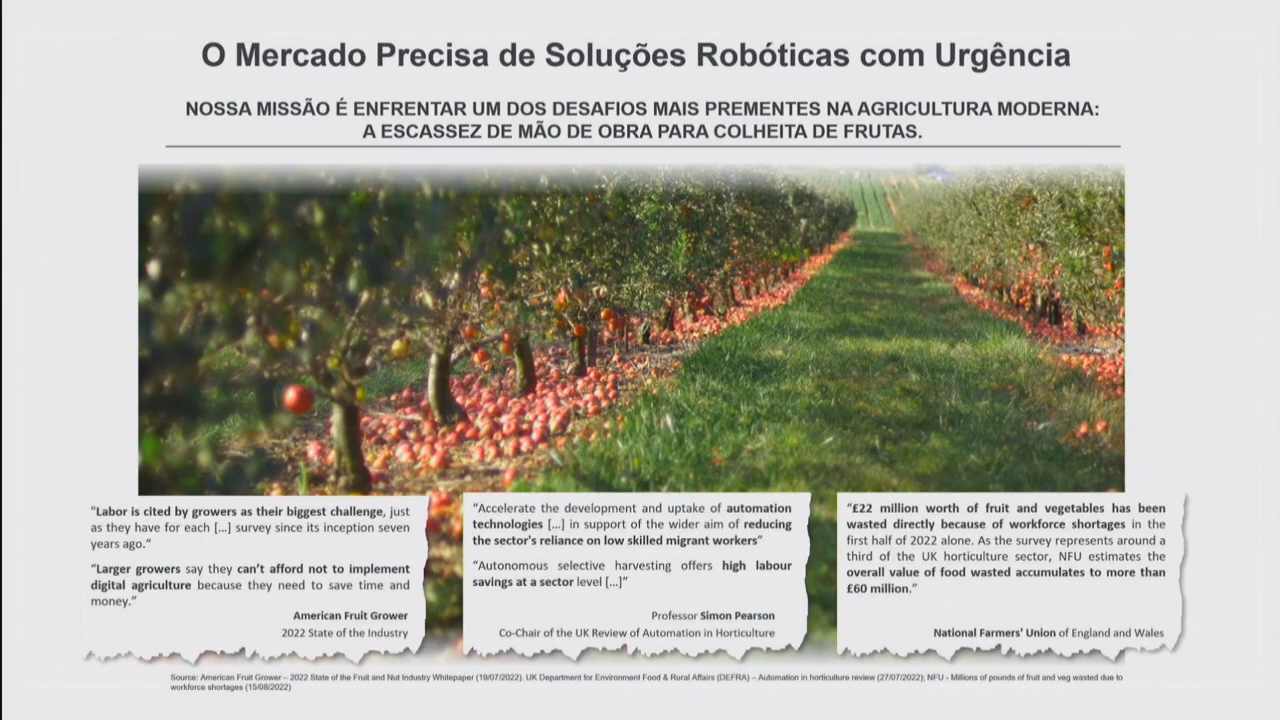 O Mercado Precisa de Soluções Robóticas com Urgência
NOSSA MISSÃO É ENFRENTAR UM DOS DESAFIOS MAIS PREMENTES NA AGRICULTURA MODERNA:
A ESCASSEZ DE MÃO DE OBRA PARA COLHEITA DE FRUTAS.
“Labor is cited by growers as their biggest challenge, just
as they have for each [...] survey since its inception seven
years ago.“
“Larger growers say they can’t afford not to implement
digital agriculture because they need to save time and
money.”
American Fruit Grower
2022 State of the Industry
“Accelerate the development and uptake of automation
technologies [...] in support of the wider aim of reducing
the sector's reliance on low skilled migrant workers”
“Autonomous selective harvesting offers high labour
savings at a sector level [...]”
Professor Simon Pearson
Co-Chair of the UK Review of Automation in Horticulture
“£22 million worth of fruit and vegetables has been
wasted directly because of workforce shortages in the
first half of 2022 alone. As the survey represents around a
third of the UK horticulture sector, NFU estimates the
overall value of food wasted accumulates to more than
£60 million.”
National Farmers' Union of England and Wales
Source: American Fruit Grower – 2022 State of the Fruit and Nut Industry Whitepaper (19/07/2022). UK Department for Environment Food & Rural Affairs (DEFRA) – Automation in horticulture review (27/07/2022); NFU - Millions of pounds of fruit and veg wasted due to
workforce shortages (15/08/2022)